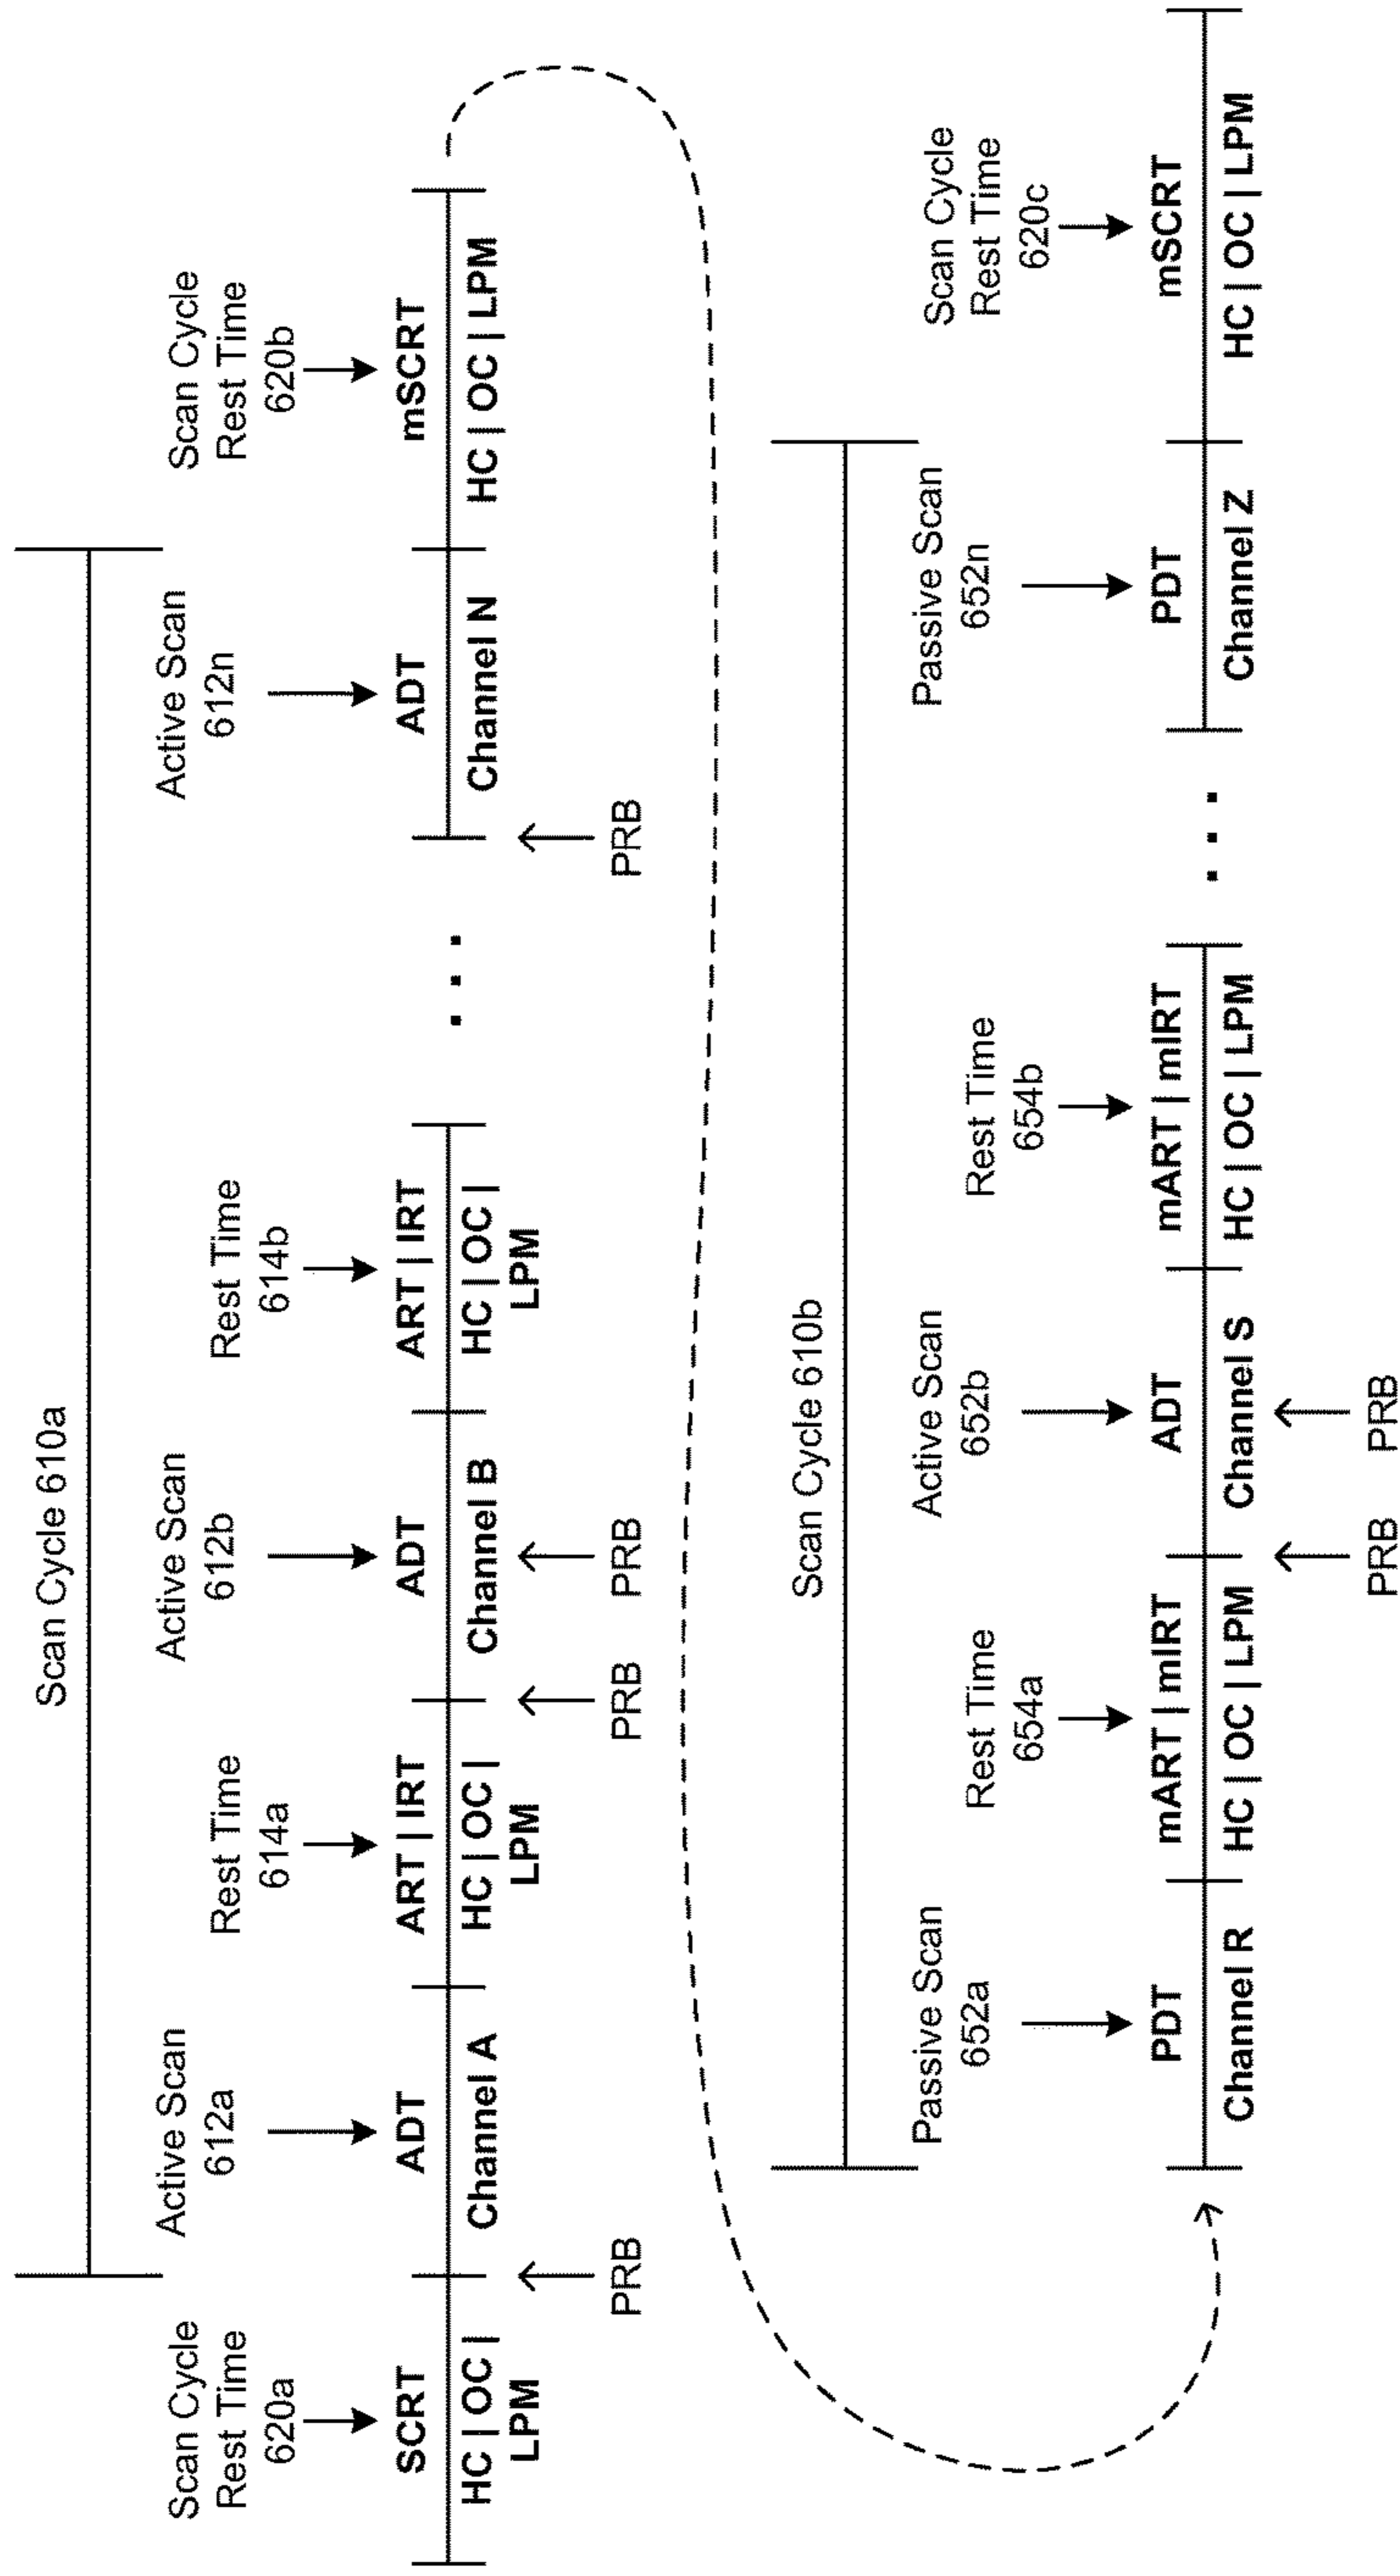 Scan Cycle 610a
Scan Cycle
Rest Time
620a
Active Scan
612a
Rest Time
614a
Active Scan
612b
Rest Time
614b
Active Scan
612n
Scan Cycle
Rest Time
620b
SCRT
ADT
ART | IRT
ADT
ART | IRT
. . .
ADT
mSCRT
HC | OC |
LPM
Channel A
HC | OC |
LPM
Channel B
HC | OC |
LPM
Channel N
HC | OC | LPM
PRB
PRB
PRB
PRB
Scan Cycle 610b
Passive Scan
652a
Rest Time
654a
Active Scan
652b
Rest Time
654b
Passive Scan
652n
Scan Cycle
Rest Time
620c
PDT
mART | mIRT
ADT
mART | mIRT
. . .
PDT
mSCRT
Channel R
HC | OC | LPM
Channel S
HC | OC | LPM
Channel Z
HC | OC | LPM
PRB
PRB